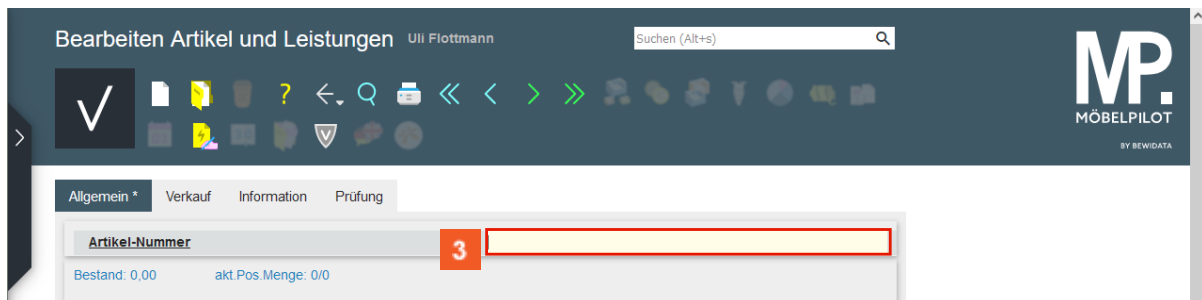 Bearbeiten Artikel und Leistungen Uli Flottmann
Suchen (Alt+s)
MP.
MÖBELPILOT
BY BEWIDATA
Allgemein * Verkauf Information Prüfung
Artikel-Nummer
3
Bestand: 0,00 akt.Pos.Menge: 0/0